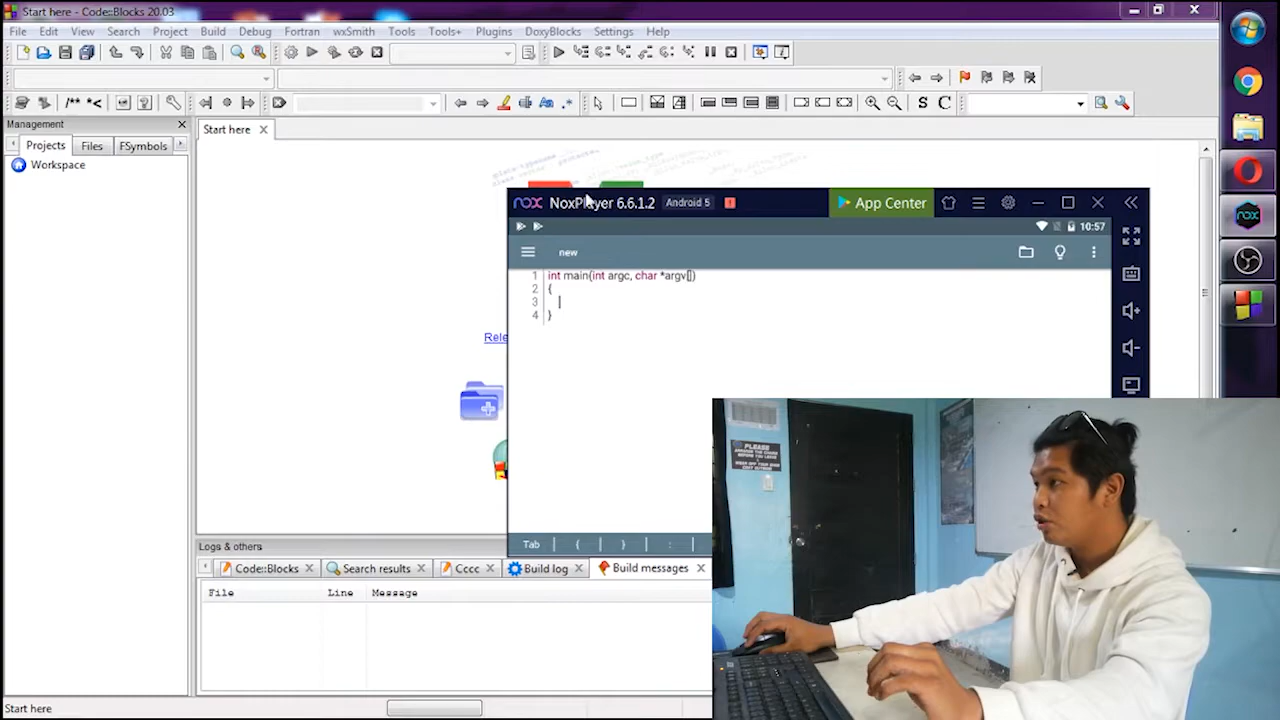 Start here - Code::Blocks 20.03
File Edit View Search Project Build Debug Fortran wxSmith Tools Tools+ Plugins DoxyBlocks Settings Help
/** *<
S C
Management
Projects Files FSymbols
Workspace
Start here
nox NoxPlayer 6.6.1.2 Android 5 App Center
10:57
new
1 int main(int argc, char *argv[])
2 {
3
4 }
Rele
Tab { } :
Logs & others
Code::Blocks Search results Cccc Build log Build messages
File Line Message
Start here
PLEASE